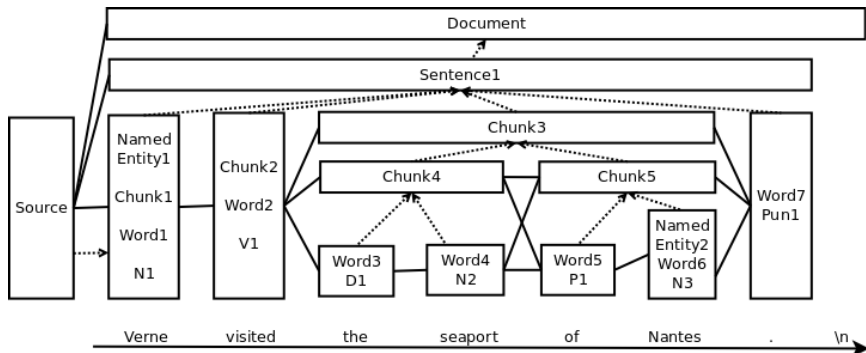 Document
Sentence1
Source
Named
Entity1
Chunk1
Word1
N1
Chunk2
Word2
V1
Chunk3
Chunk4
Chunk5
Word3
D1
Word4
N2
Word5
P1
Named
Entity2
Word6
N3
Word7
Pun1
Verne visited the seaport of Nantes . \n